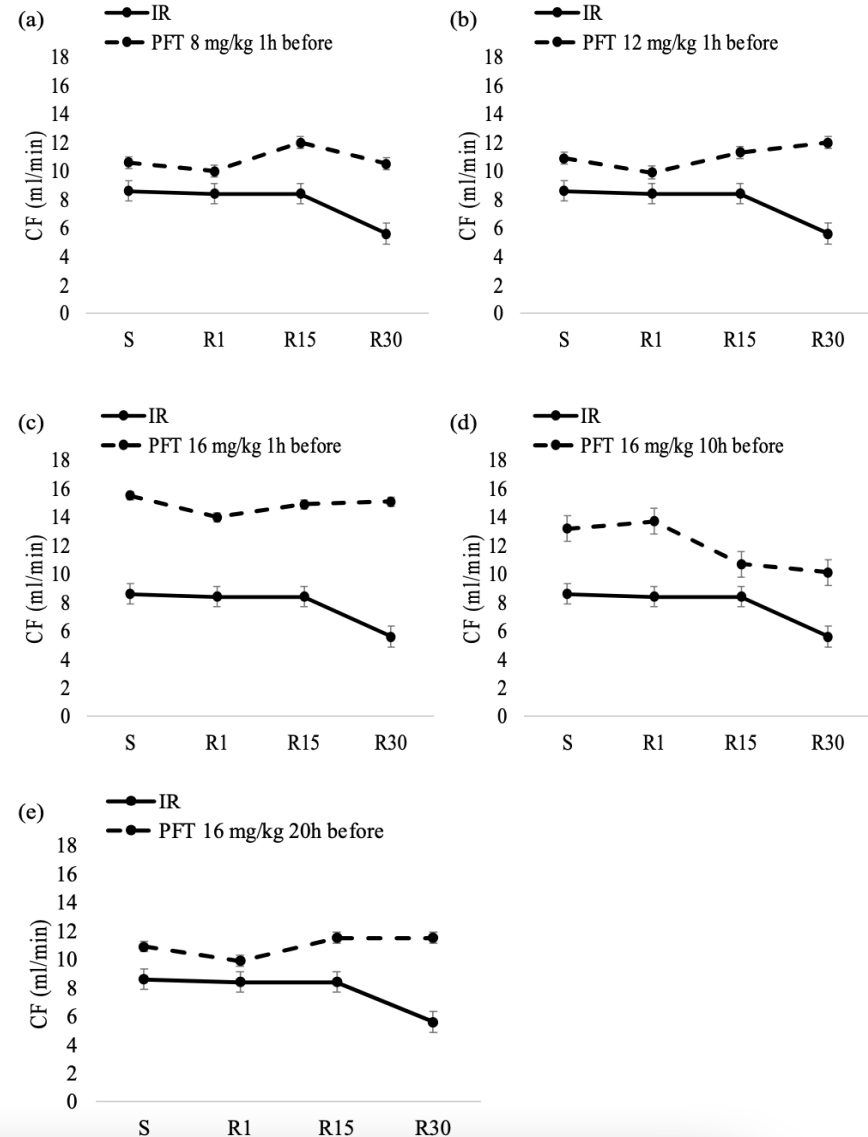 (a)
IR
PFT 8 mg/kg 1h before
CF (ml/min)
18
16
14
12
10
8
6
4
2
0
S R1 R15 R30
(b)
IR
PFT 12 mg/kg 1h before
CF (ml/min)
18
16
14
12
10
8
6
4
2
0
S R1 R15 R30
(c)
IR
PFT 16 mg/kg 1h before
CF (ml/min)
18
16
14
12
10
8
6
4
2
0
S R1 R15 R30
(d)
IR
PFT 16 mg/kg 10h before
CF (ml/min)
18
16
14
12
10
8
6
4
2
0
S R1 R15 R30
(e)
IR
PFT 16 mg/kg 20h before
CF (ml/min)
18
16
14
12
10
8
6
4
2
0
S R1 R15 R30